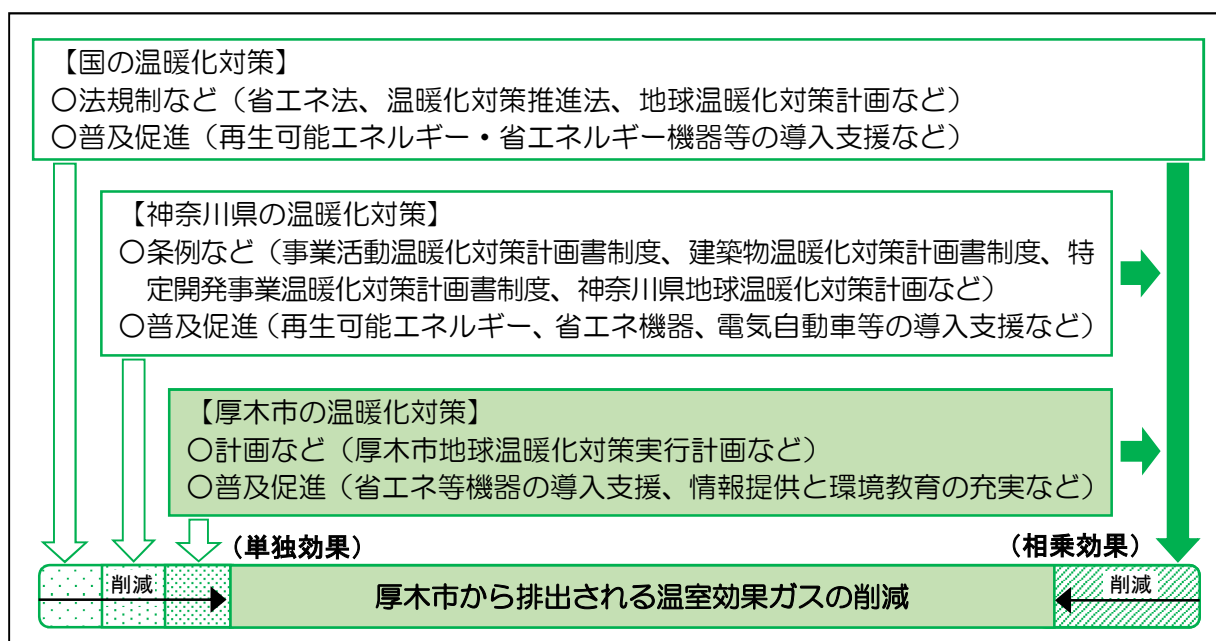 【国の温暖化対策】
○法規制など（省エネ法、温暖化対策推進法、地球温暖化対策計画など）
○普及促進（再生可能エネルギー・省エネルギー機器等の導入支援など）
【神奈川県の温暖化対策】
○条例など（事業活動温暖化対策計画書制度、建築物温暖化対策計画書制度、特
定開発事業温暖化対策計画書制度、神奈川県地球温暖化対策計画など）
○普及促進（再生可能エネルギー、省エネ機器、電気自動車等の導入支援など）
【厚木市の温暖化対策】
○計画など（厚木市地球温暖化対策実行計画など）
○普及促進（省エネ等機器の導入支援、情報提供と環境教育の充実など）
（単独効果）
（相乗効果）
削減
厚木市から排出される温室効果ガスの削減
削減